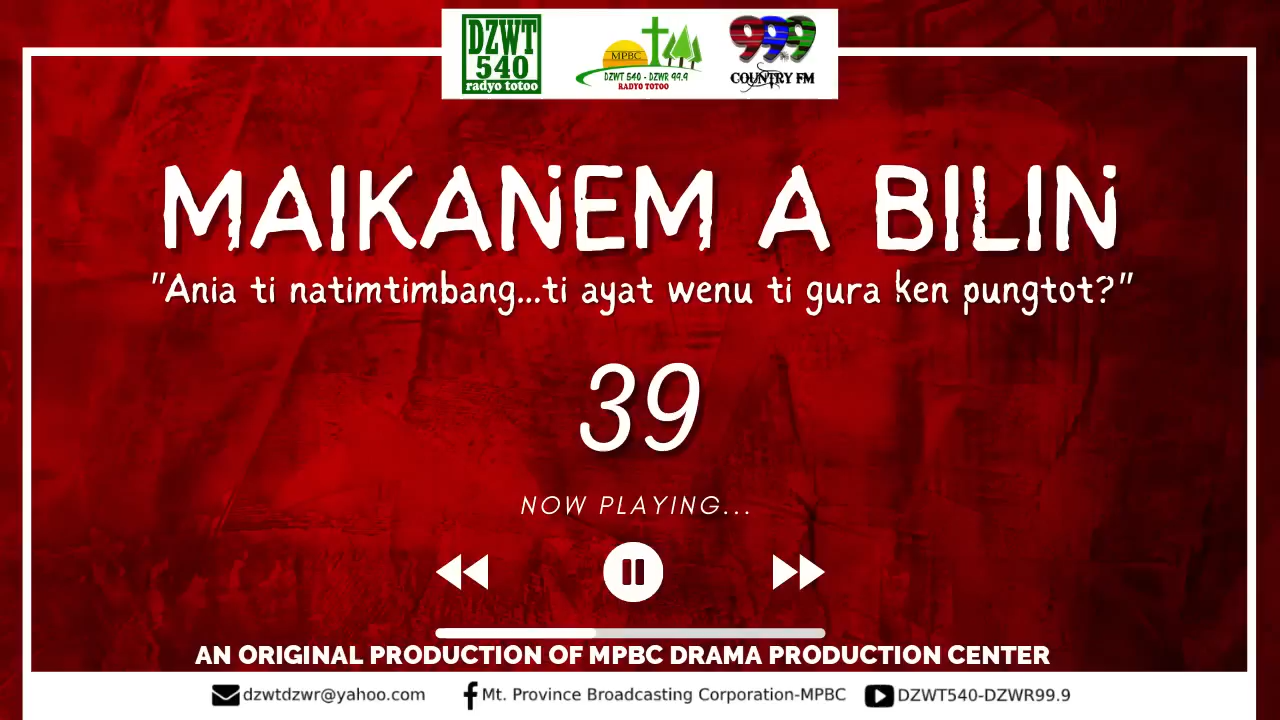 DZWT
540
radyo totoo
MPBC
DZWT 540 - DZWR 99.9
RADYO TOTOO
99.9
COUNTRY FM
MAIKANEM A BILIN
"Ania ti natimtimbang...ti ayat wenu ti gura ken pungtot?"
39
NOW PLAYING...
AN ORIGINAL PRODUCTION OF MPBC DRAMA PRODUCTION CENTER
dzwtdzwr@yahoo.com
Mt. Province Broadcasting Corporation-MPBC
DZWT540-DZWR99.9